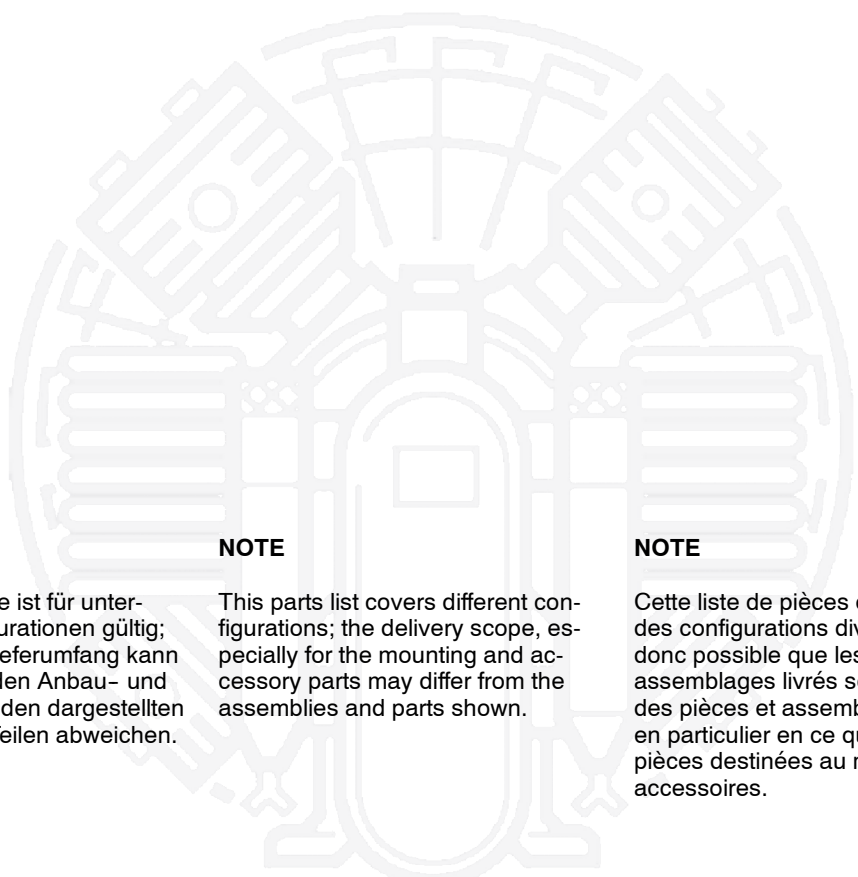 e ist für unter-
urationen gültig;
eferumfang kann
den Anbau- und
den dargestellten
eilen abweichen.
NOTE
This parts list covers different con-
figurations; the delivery scope, es-
pecially for the mounting and ac-
cessory parts may differ from the
assemblies and parts shown.
NOTE
Cette liste de pièces
des configurations div
donc possible que les
assemblages livrés s
des pièces et assemb
en particulier en ce qu
pièces destinées au
accessoires.